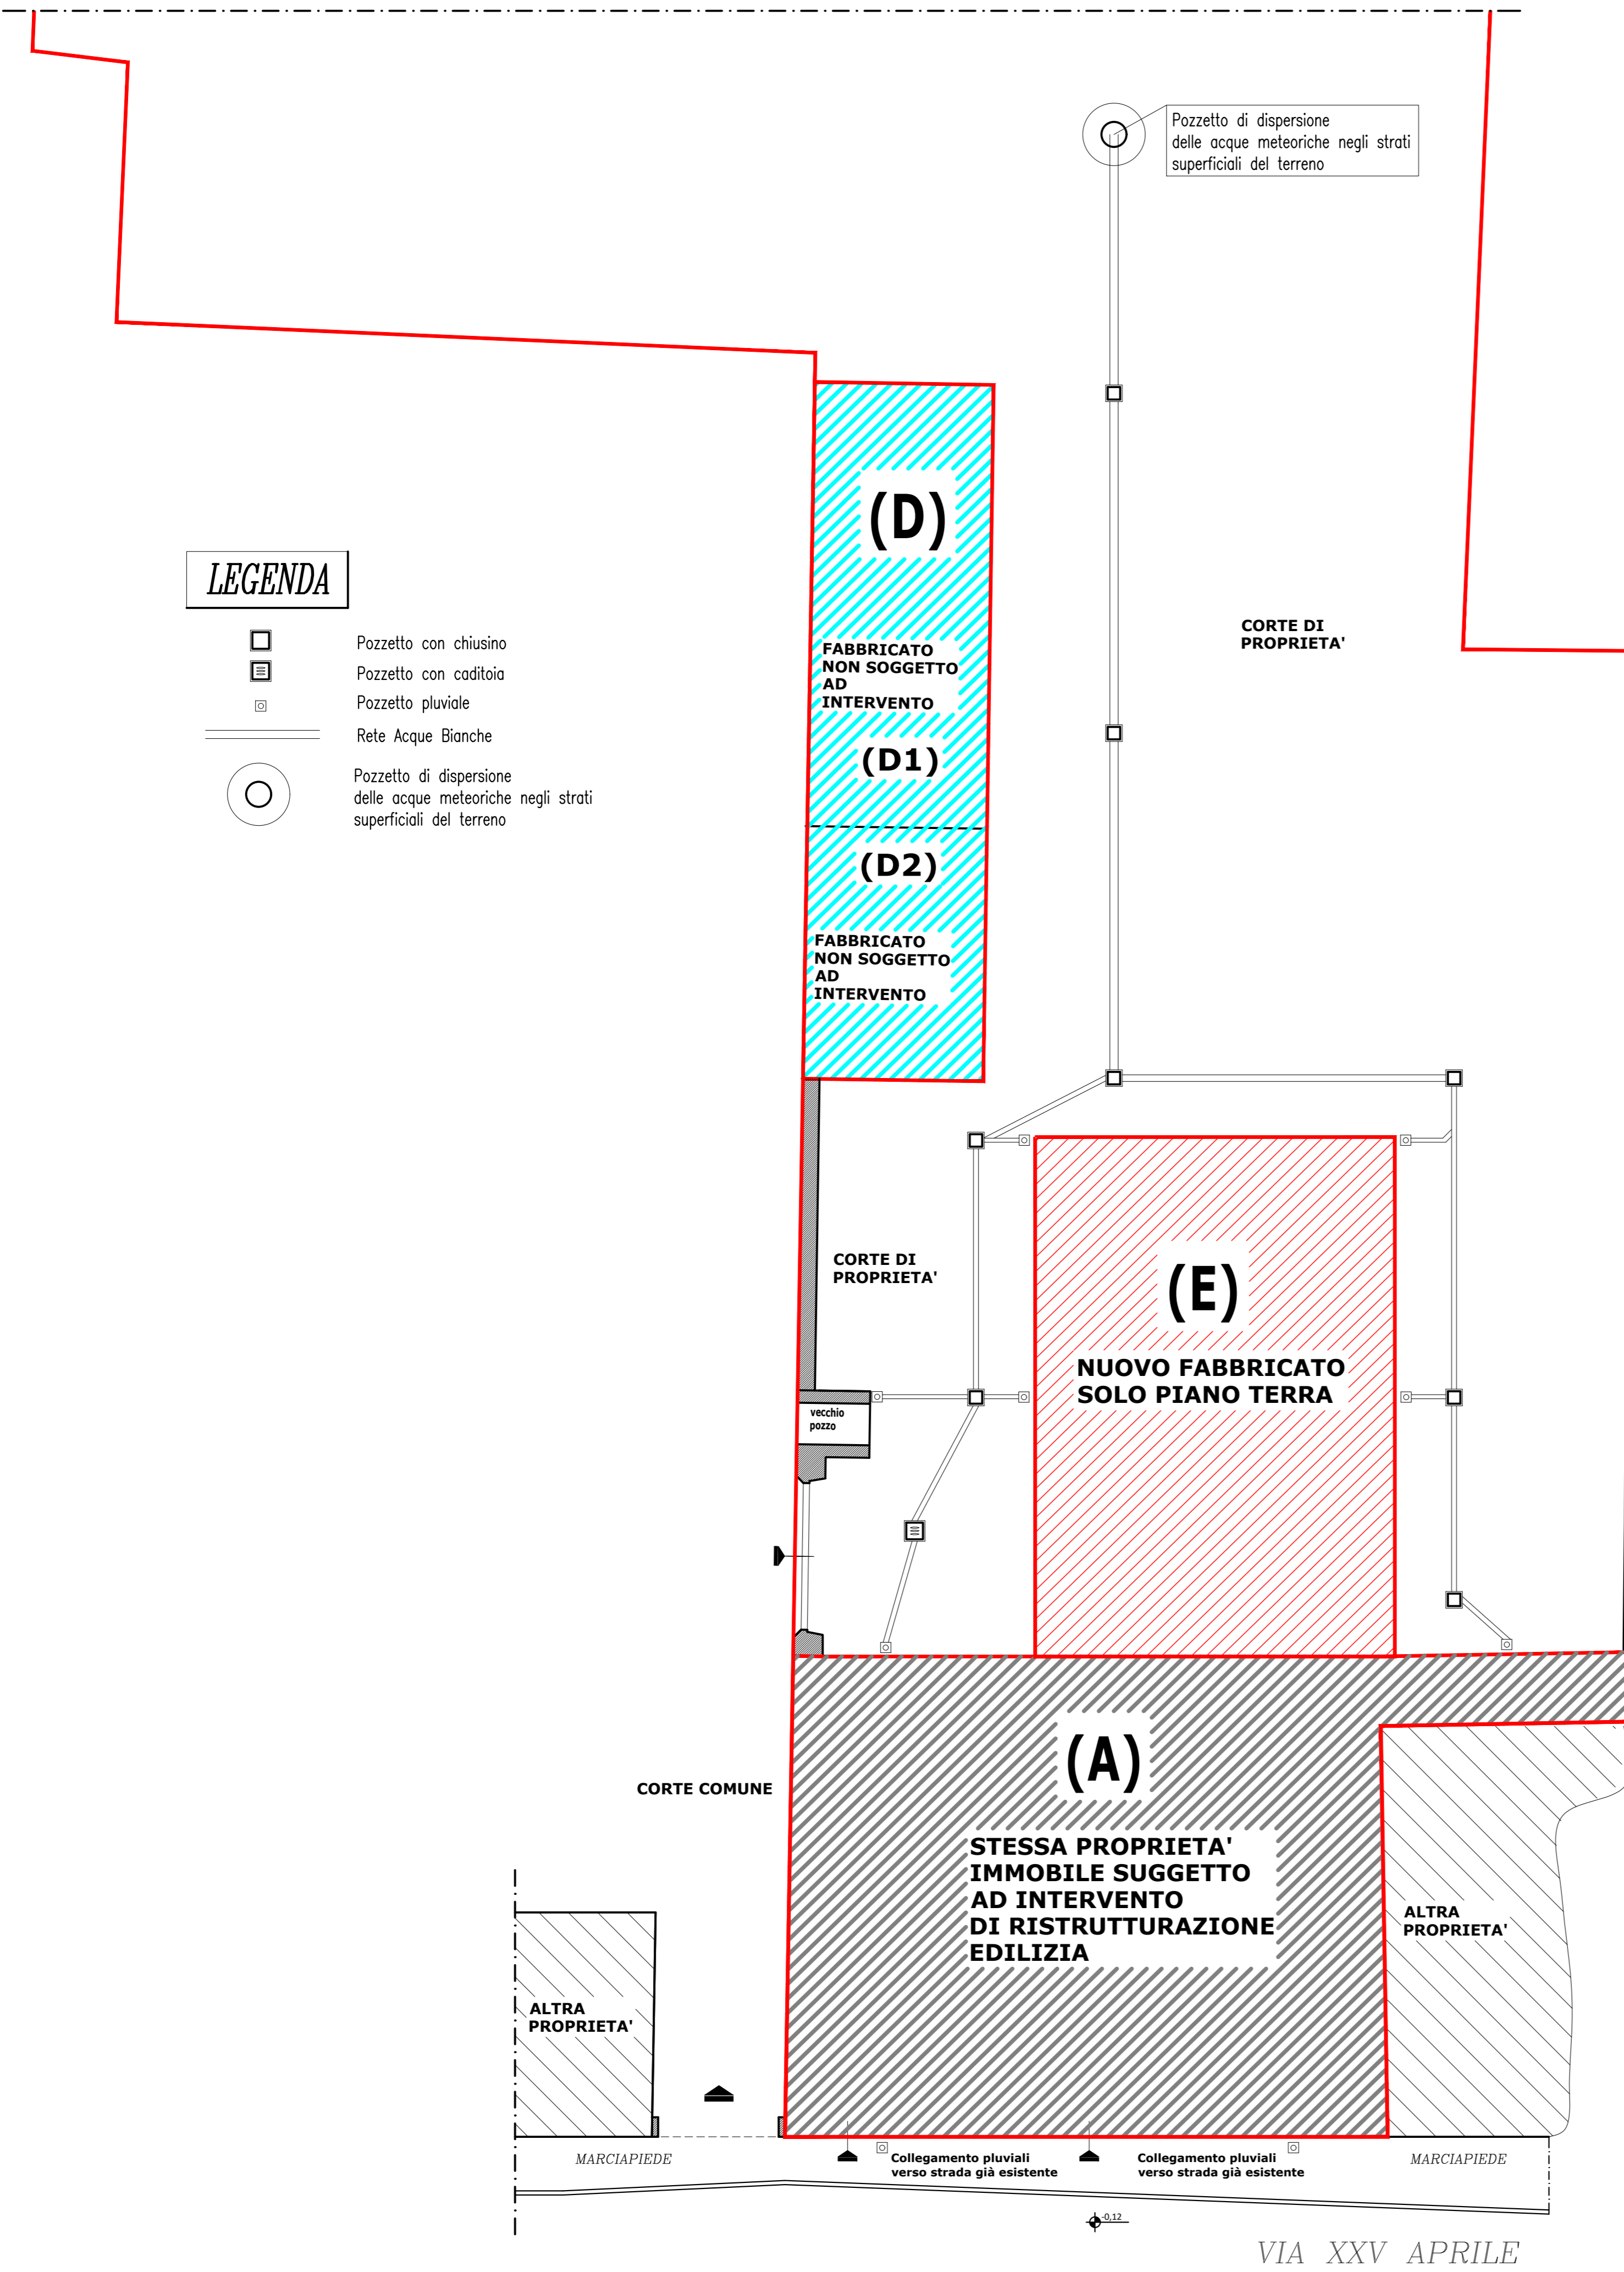 Pozzetto di dispersione
delle acque meteoriche negli strati
superficiali del terreno
(D)
LEGENDA
Pozzetto con chiusino
Pozzetto con caditoia
Pozzetto pluviale
Rete Acque Bianche
Pozzetto di dispersione
delle acque meteoriche negli strati
superficiali del terreno
CORTE DI
PROPRIETA'
FABBRICATO
NON SOGGETTO
AD
INTERVENTO
(D1)
(D2)
FABBRICATO
NON SOGGETTO
AD
INTERVENTO
CORTE DI
PROPRIETA'
(E)
NUOVO FABBRICATO
SOLO PIANO TERRA
vecchio
pozzo
(A)
CORTE COMUNE
STESSA PROPRIETA'
IMMOBILE SUGGETTO
AD INTERVENTO
DI RISTRUTTURAZIONE
EDILIZIA
ALTRA
PROPRIETA'
ALTRA
PROPRIETA'
MARCIAPIEDE
Collegamento pluviali
verso strada già esistente
Collegamento pluviali
verso strada già esistente
MARCIAPIEDE
-0,12
VIA XXV APRILE